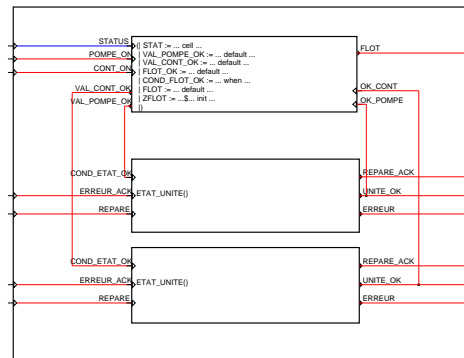 STATUS
(| STAT := ... cell ...
POMPE_ON
| VAL_POMPE_OK := ... default ...
| VAL_CONT_OK := ... default ...
CONT_ON
| FLOT_OK := ... default ...
| COND_FLOT_OK := ... when ...
VAL_CONT_OK
| FLOT := ... default ...
VAL_POMPE_OK
| ZFLOT := ...$... init ...
|)
FLOT
OK_CONT
OK_POMPE
COND_ETAT_OK
REPARE_ACK
ERREUR_ACK
ETAT_UNITE()
UNITE_OK
REPARE
ERREUR
COND_ETAT_OK
REPARE_ACK
ERREUR_ACK
ETAT_UNITE()
UNITE_OK
REPARE
ERREUR